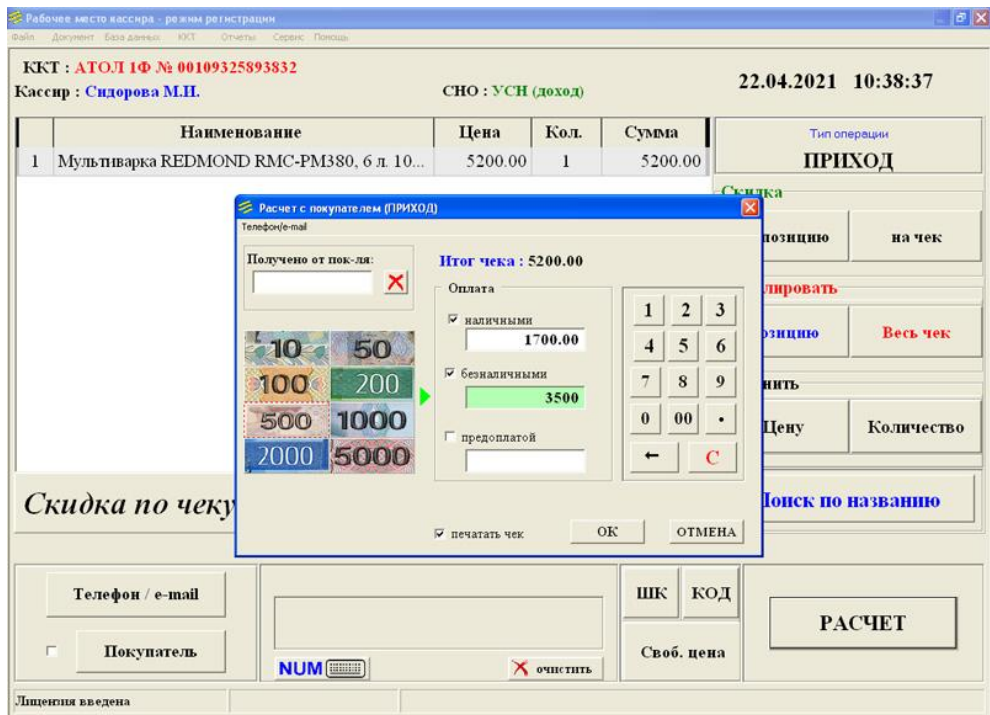 Рабочее место кассира - режим регистрации
Файл Документ База данных ККТ Отчеты Сервис Помощь
ККТ : АТОЛ 1Ф № 00109325893832
Кассир : Сидорова М.И.
СНО : УСН (доход)
22.04.2021 10:38:37
Наименование Цена Кол. Сумма
1 Мультиварка REDMOND RMC-PM380, 6 л. 10... 5200.00 1 5200.00
Тип операции
ПРИХОД
Скидка
позицию на чек
лировать
зицию Весь чек
нить
Цену Количество
Поиск по названию
Расчет с покупателем (ПРИХОД)
Телефон/e-mail
Получено от пок-ля:
Итог чека : 5200.00
Оплата
наличными
1700.00
безналичными
3500
предоплатой
10 50
100 200
500 1000
2000 5000
1 2 3
4 5 6
7 8 9
0 00 .
← C
печатать чек
ОК ОТМЕНА
Скидка по чеку
Телефон / e-mail
Покупатель
NUM
очистить
ШК КОД
Своб. цена
РАСЧЕТ
Лицензия введена